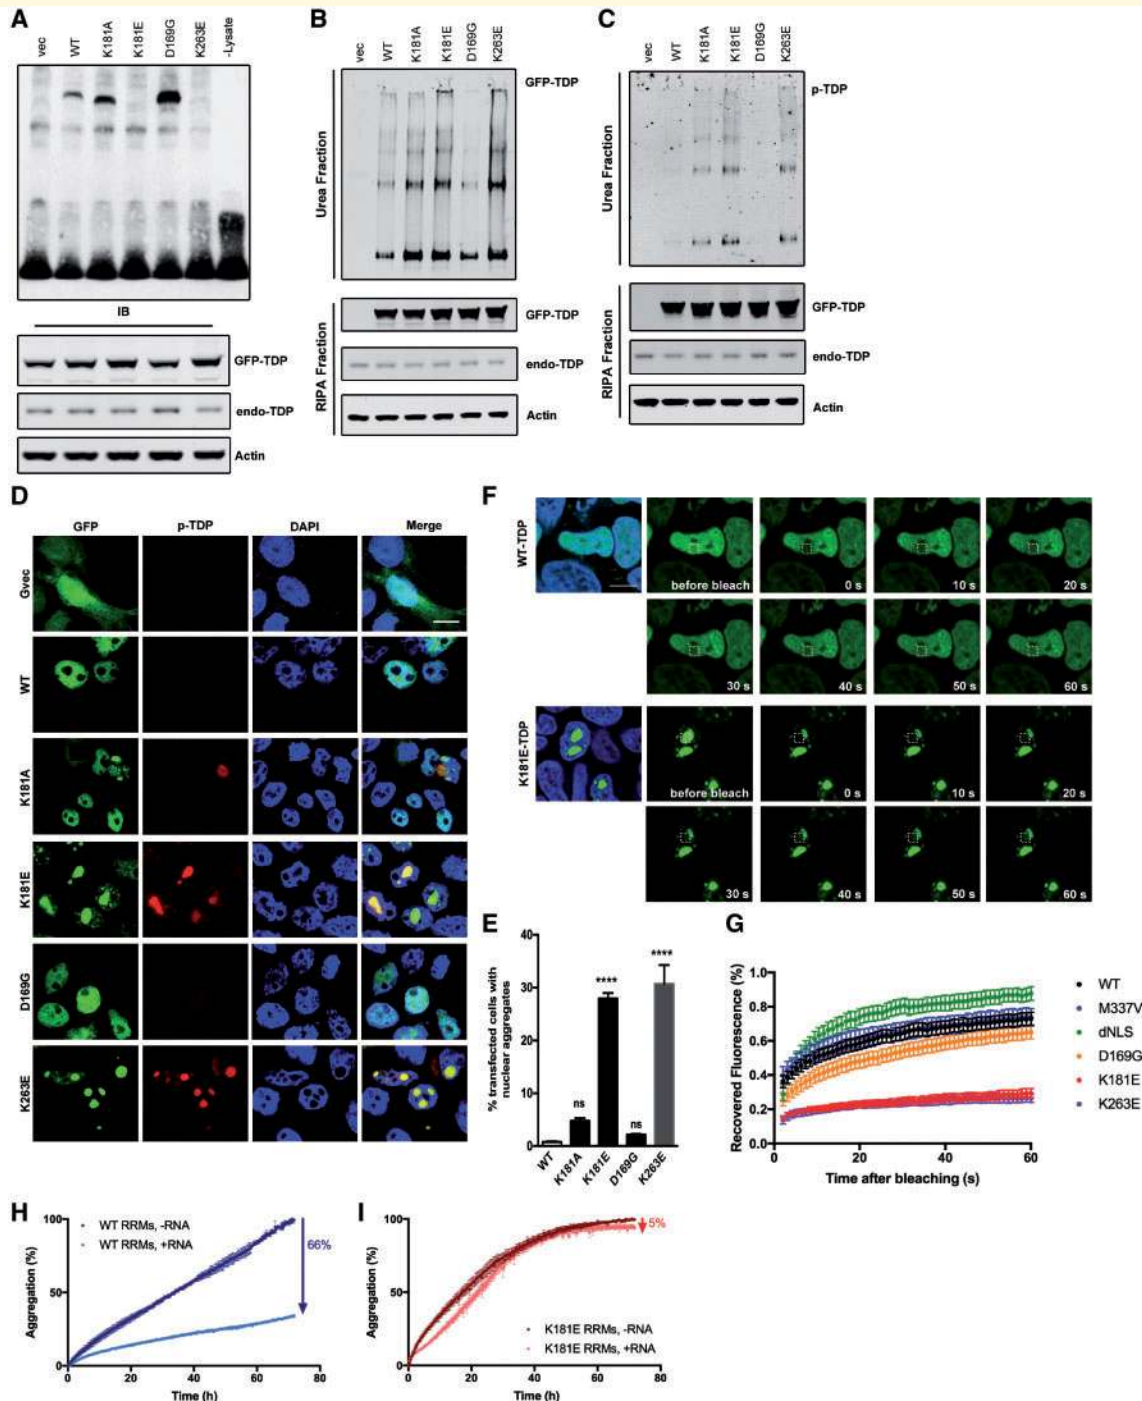 A
vec
WT
K181A
K181E
D169G
K263E
-Lysate
IB
GFP-TDP
endo-TDP
Actin
B
vec
WT
K181A
K181E
D169G
K263E
Urea Fraction
GFP-TDP
RIPA Fraction
GFP-TDP
endo-TDP
Actin
C
vec
WT
K181A
K181E
D169G
K263E
Urea Fraction
p-TDP
RIPA Fraction
GFP-TDP
endo-TDP
Actin
D
GFP
p-TDP
DAPI
Merge
Gvec
WT
K181A
K181E
D169G
K263E
F
WT-TDP
before bleach
0 s
10 s
20 s
30 s
40 s
50 s
60 s
K181E-TDP
before bleach
0 s
10 s
20 s
30 s
40 s
50 s
60 s
E
% transfected cells with
nuclear aggregates
40
30
20
10
0
ns
****
ns
****
WT
K181A
K181E
D169G
K263E
G
Recovered Fluorescence (%)
1.0
0.8
0.6
0.4
0.2
0.0
0
20
40
60
Time after bleaching (s)
WT
M337V
dNLS
D169G
K181E
K263E
H
Aggregation (%)
100
50
0
WT RRMs, -RNA
WT RRMs, +RNA
66%
0
20
40
60
80
Time (h)
I
Aggregation (%)
100
50
0
5%
K181E RRMs, -RNA
K181E RRMs, +RNA
0
20
40
60
80
Time (h)